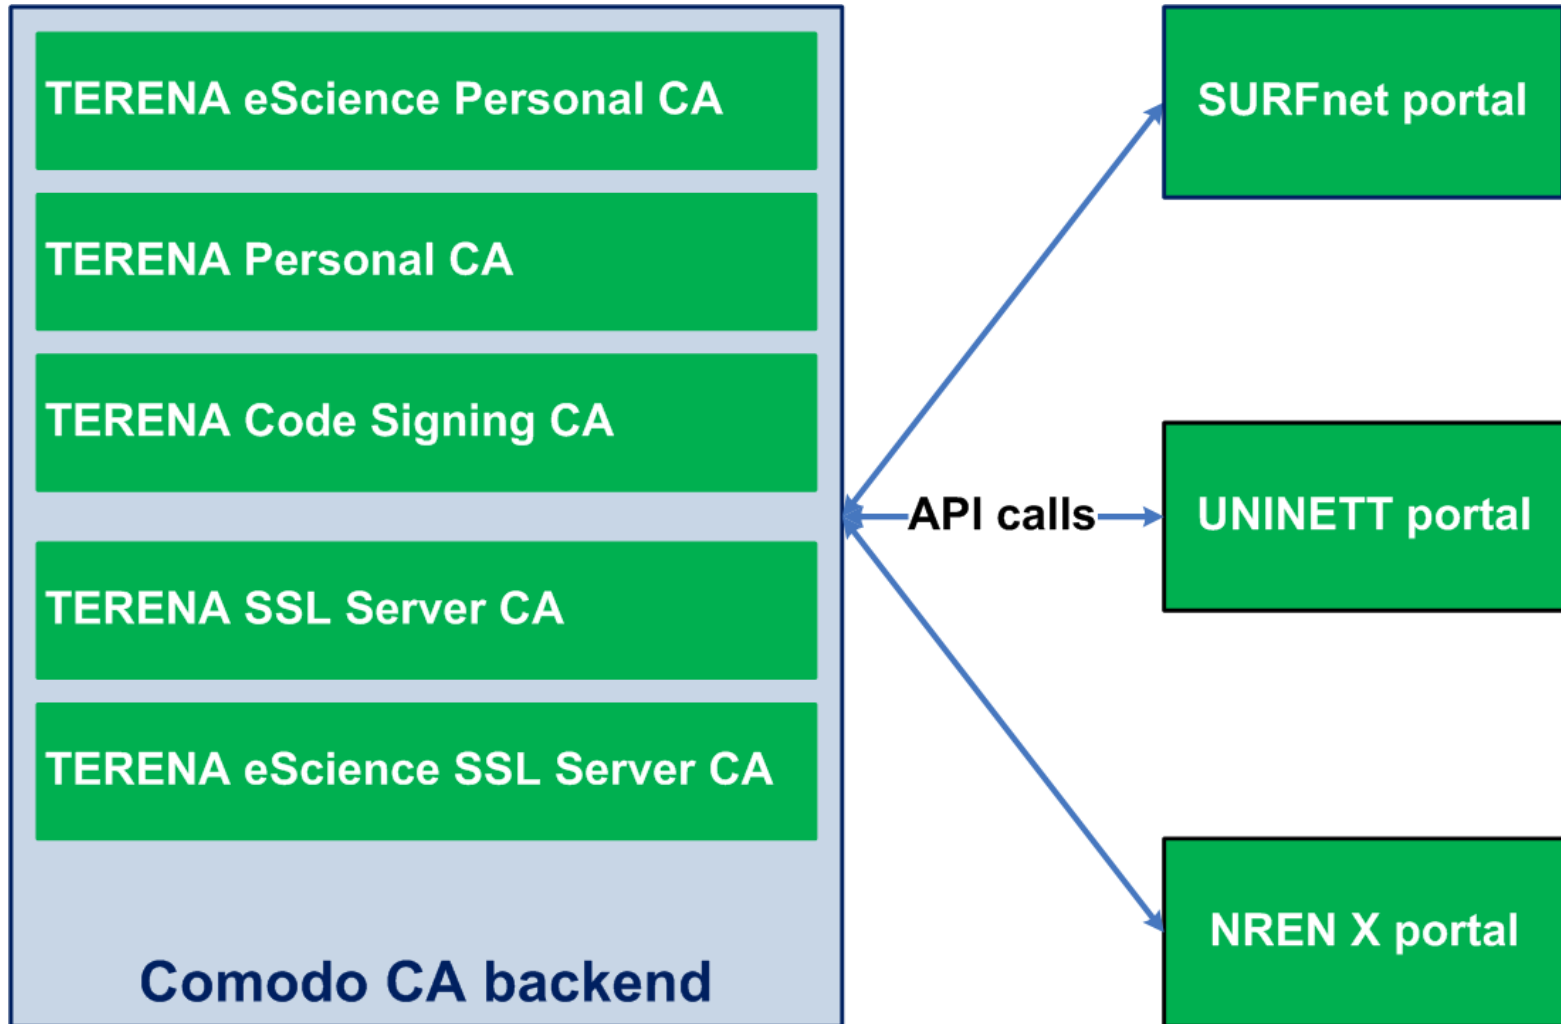 TERENA eScience Personal CA
TERENA Personal CA
TERENA Code Signing CA
TERENA SSL Server CA
TERENA eScience SSL Server CA
Comodo CA backend
API calls
SURFnet portal
UNINETT portal
NREN X portal